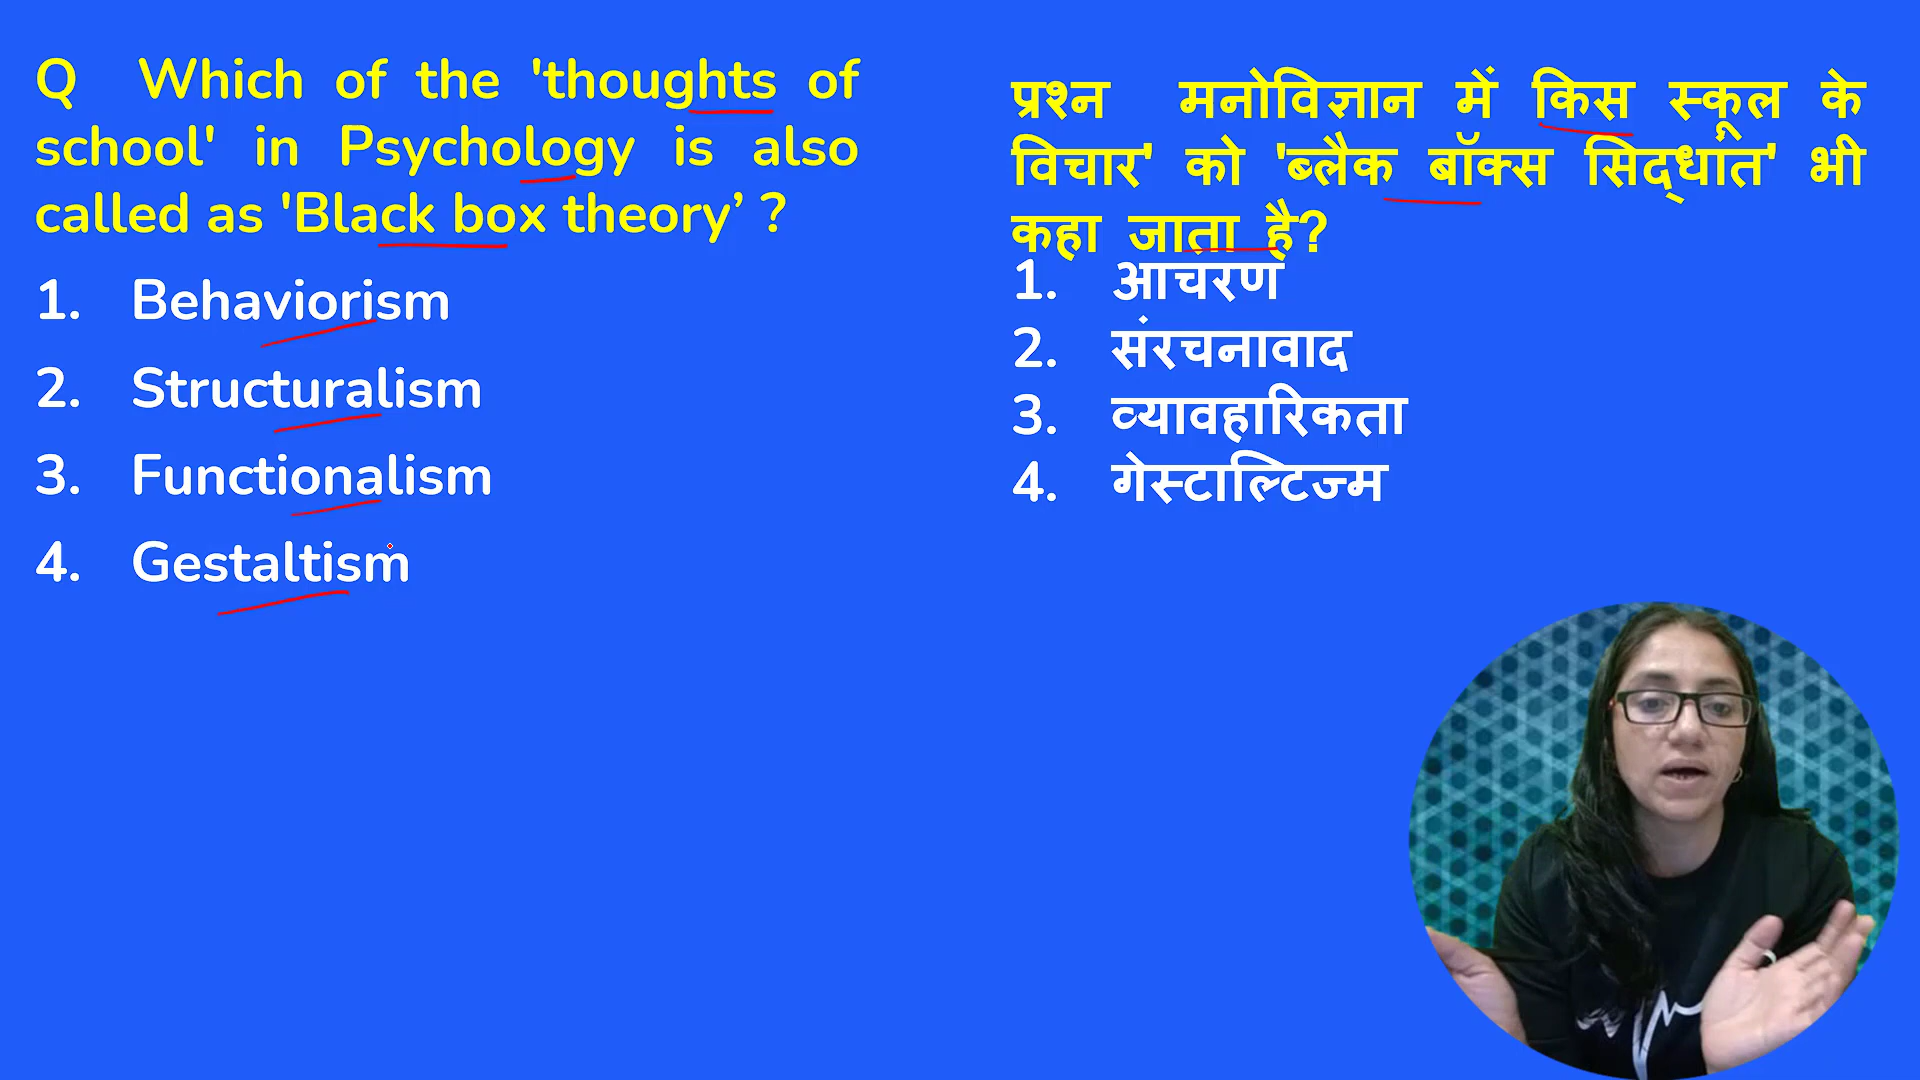 Q Which of the 'thoughts of
school' in Psychology is also
called as 'Black box theory’ ?
1. Behaviorism
2. Structuralism
3. Functionalism
4. Gestaltism
प्रश्न मनोविज्ञान में किस स्कूल के
विचार' को 'ब्लैक बॉक्स सिद्धांत' भी
कहा जाता है?
1. आचरण
2. संरचनावाद
3. व्यावहारिकता
4. गेस्टाल्टिज्म